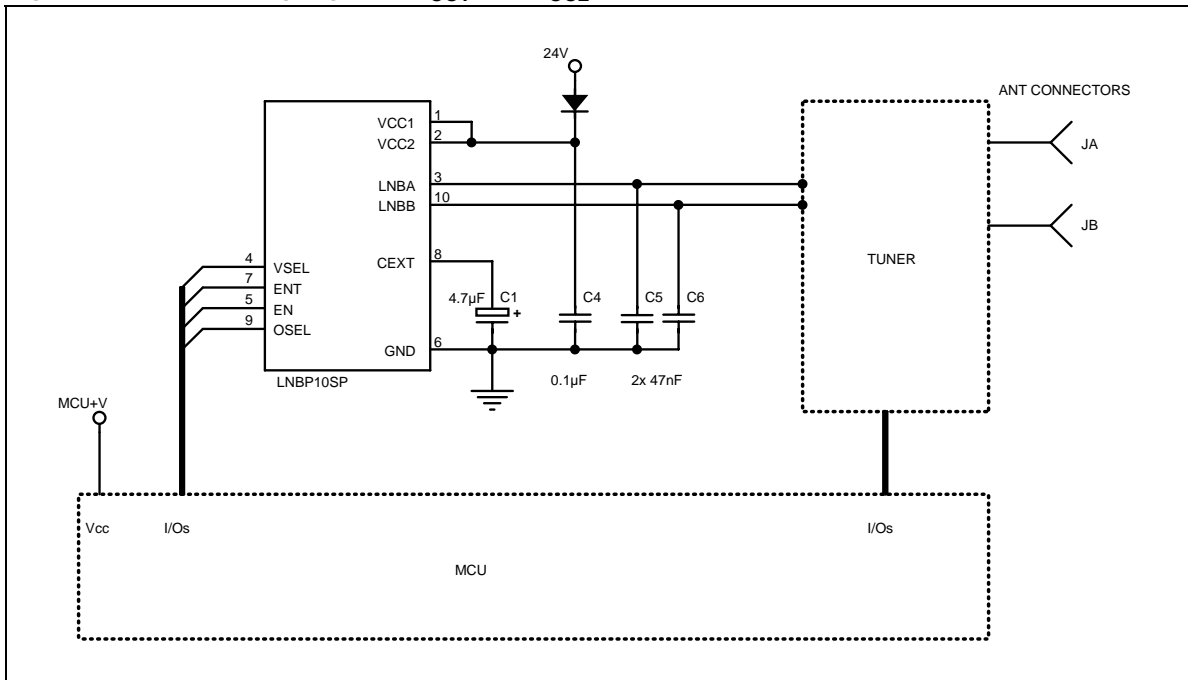 24V
ANT CONNECTORS
VCC1 1
VCC2 2
JA
LNBA 3
LNBB 10
JB
TUNER
4 VSEL
CEXT 8
7 ENT
5 EN
4.7µF C1 +
C4
C5
C6
9 OSEL
GND 6
LNBP10SP
0.1µF
2x 47nF
MCU+V
Vcc
I/Os
I/Os
MCU